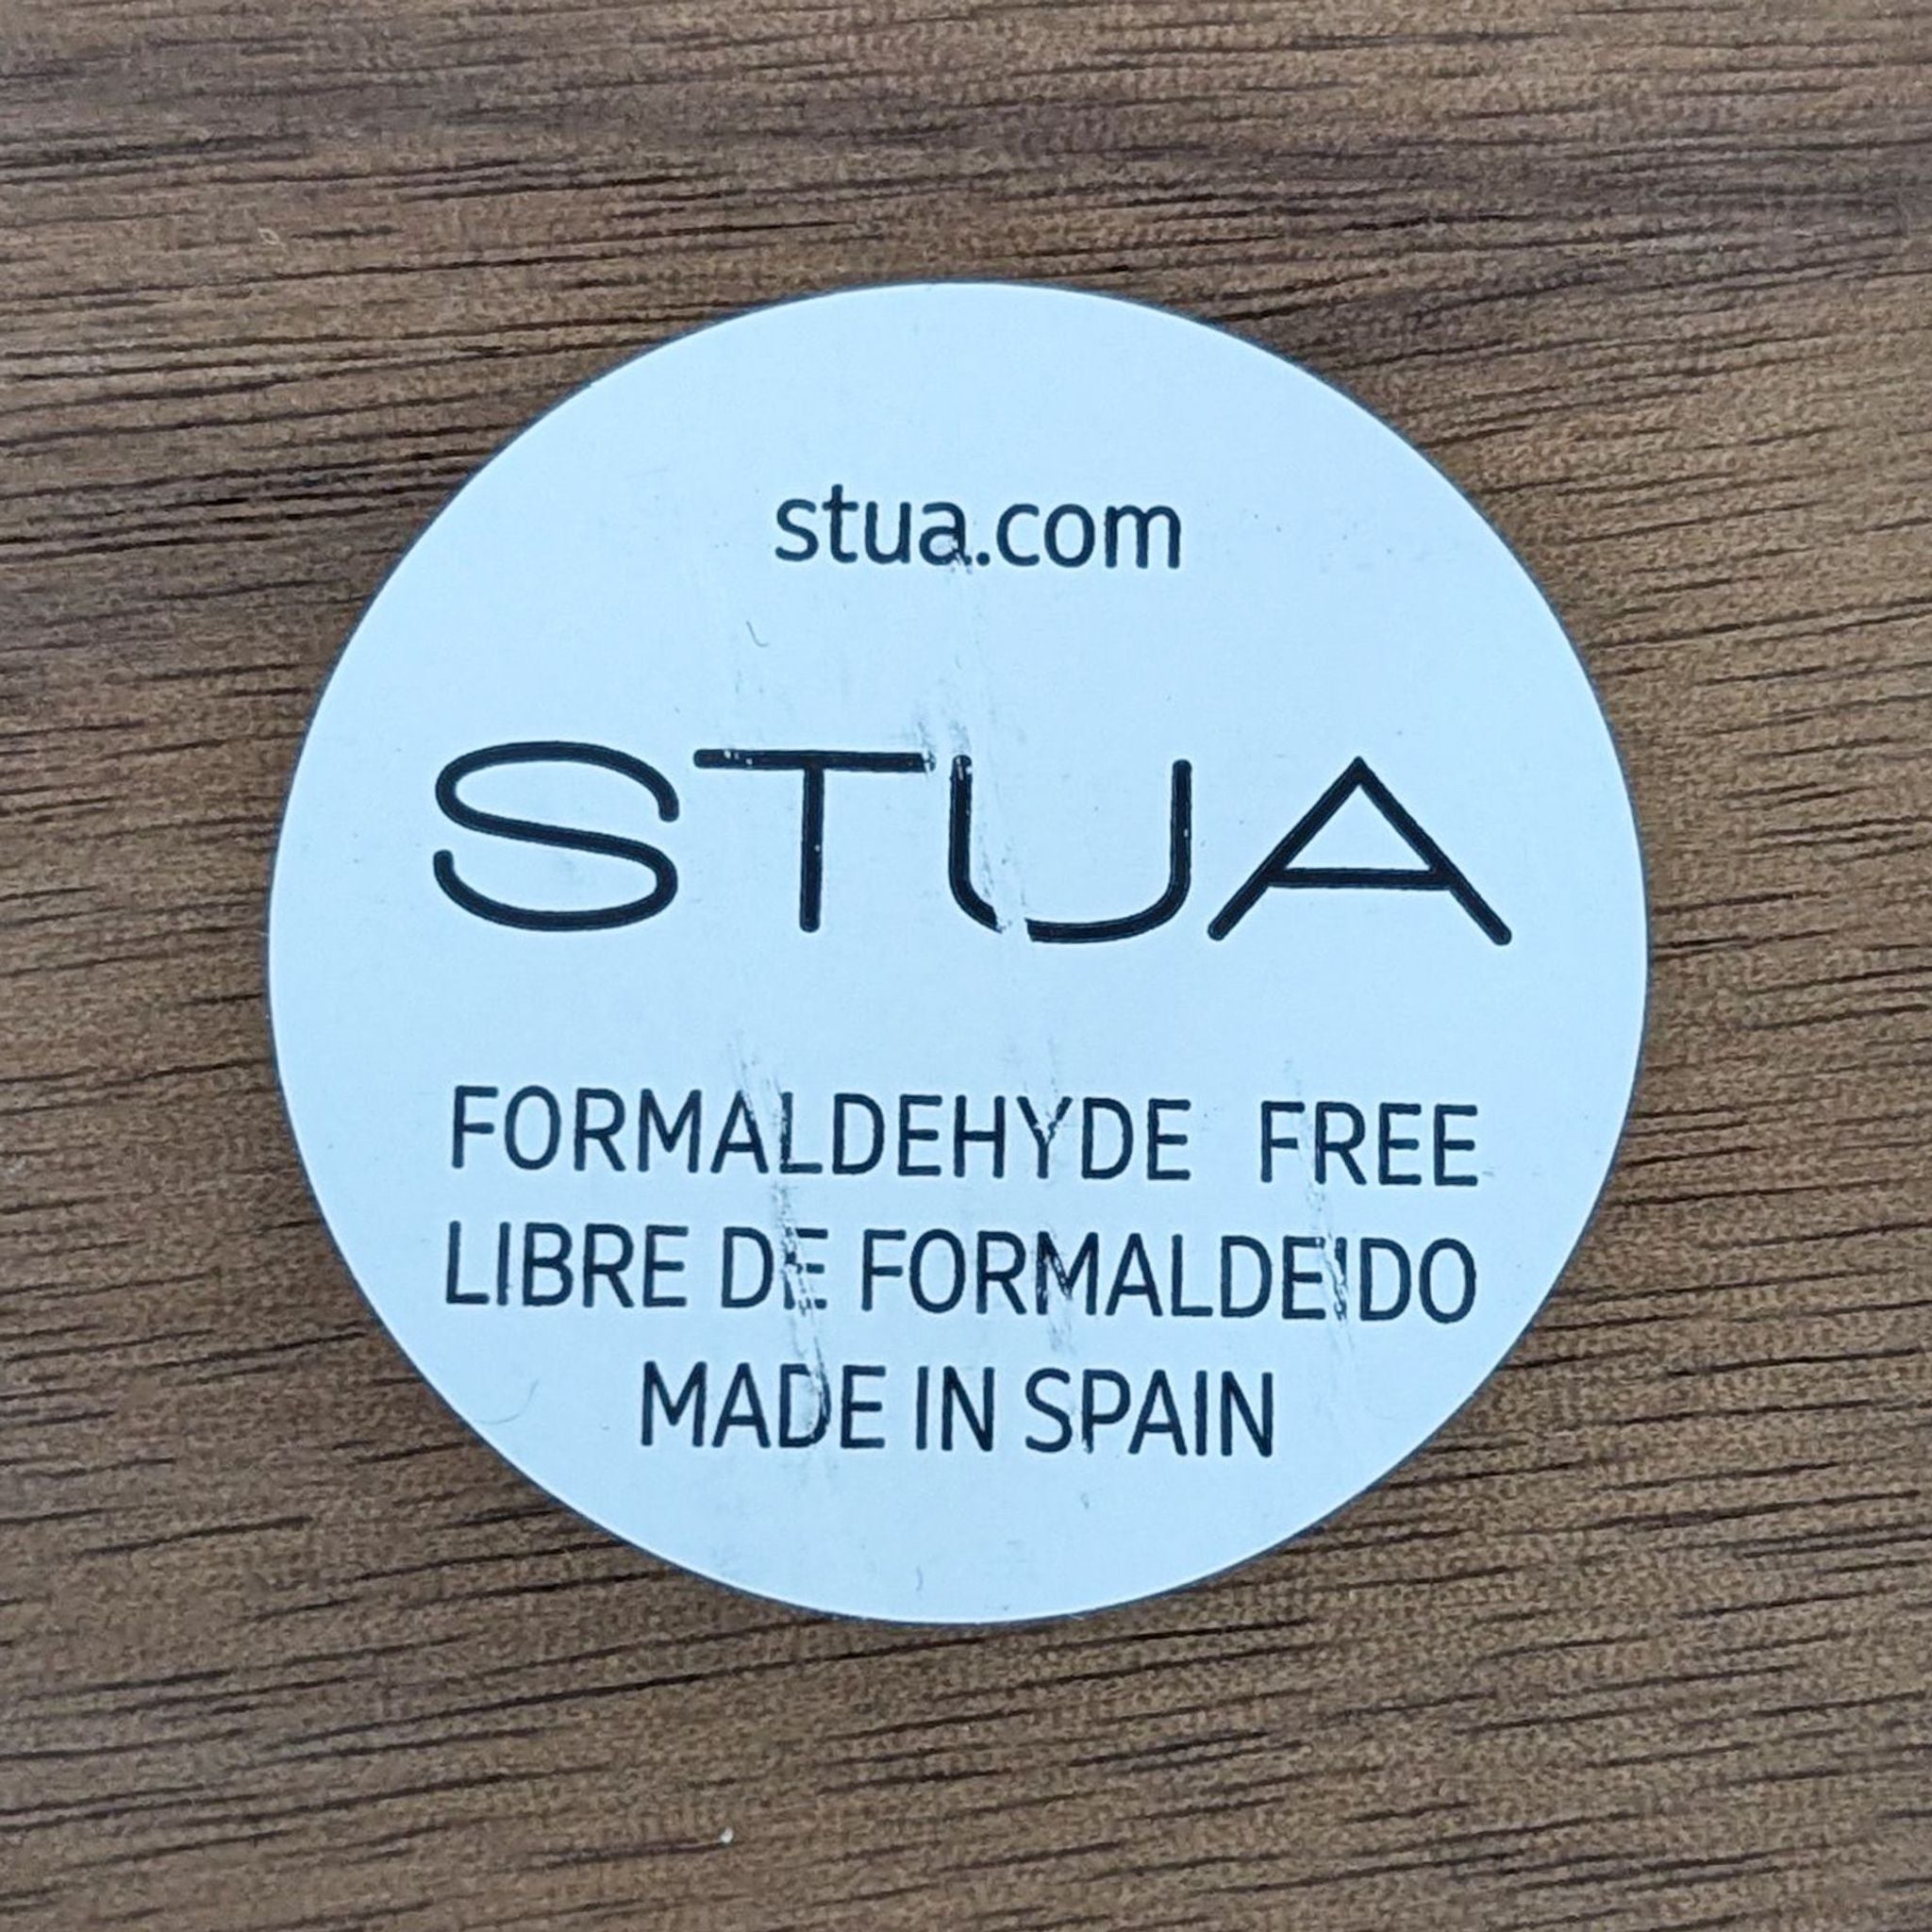 stua.com
STUA
FORMALDEHYDE FREE
LIBRE DE FORMALDEIDO
MADE IN SPAIN